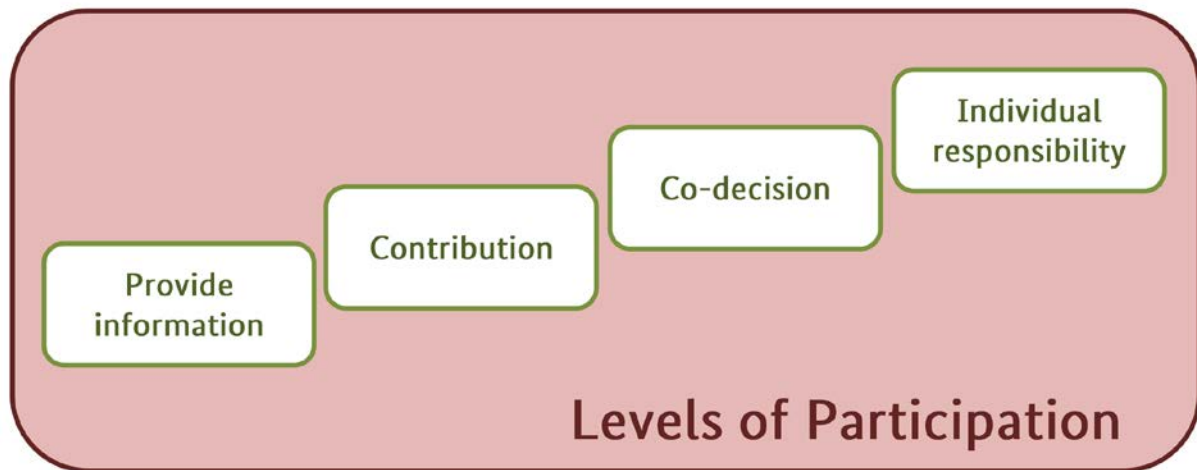 Provide
information
Contribution
Co-decision
Individual
responsibility
Levels of Participation